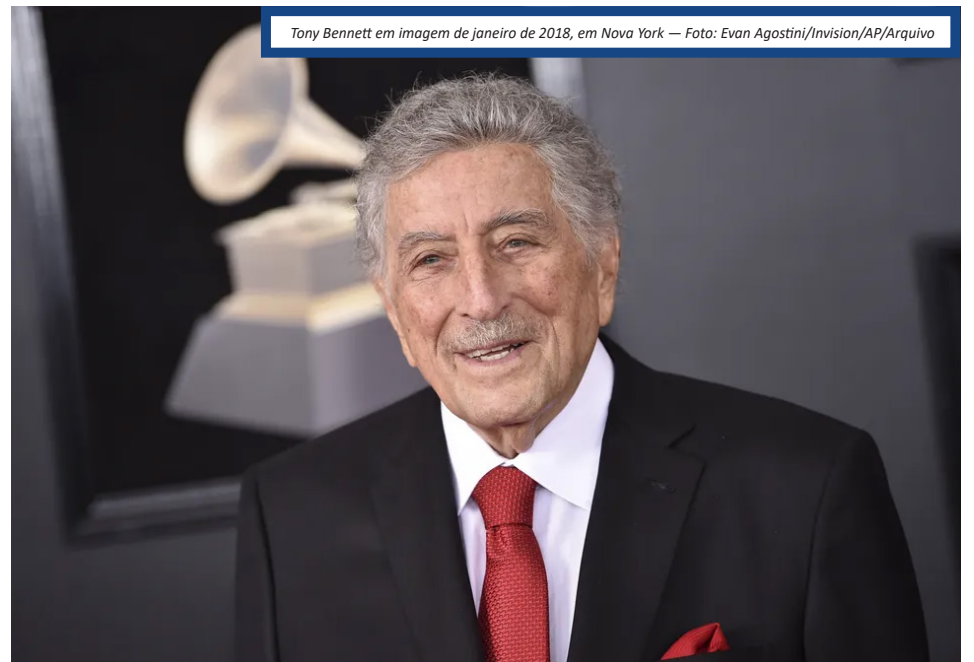 Tony Bennett em imagem de janeiro de 2018, em Nova York — Foto: Evan Agostini/Invision/AP/Arquivo